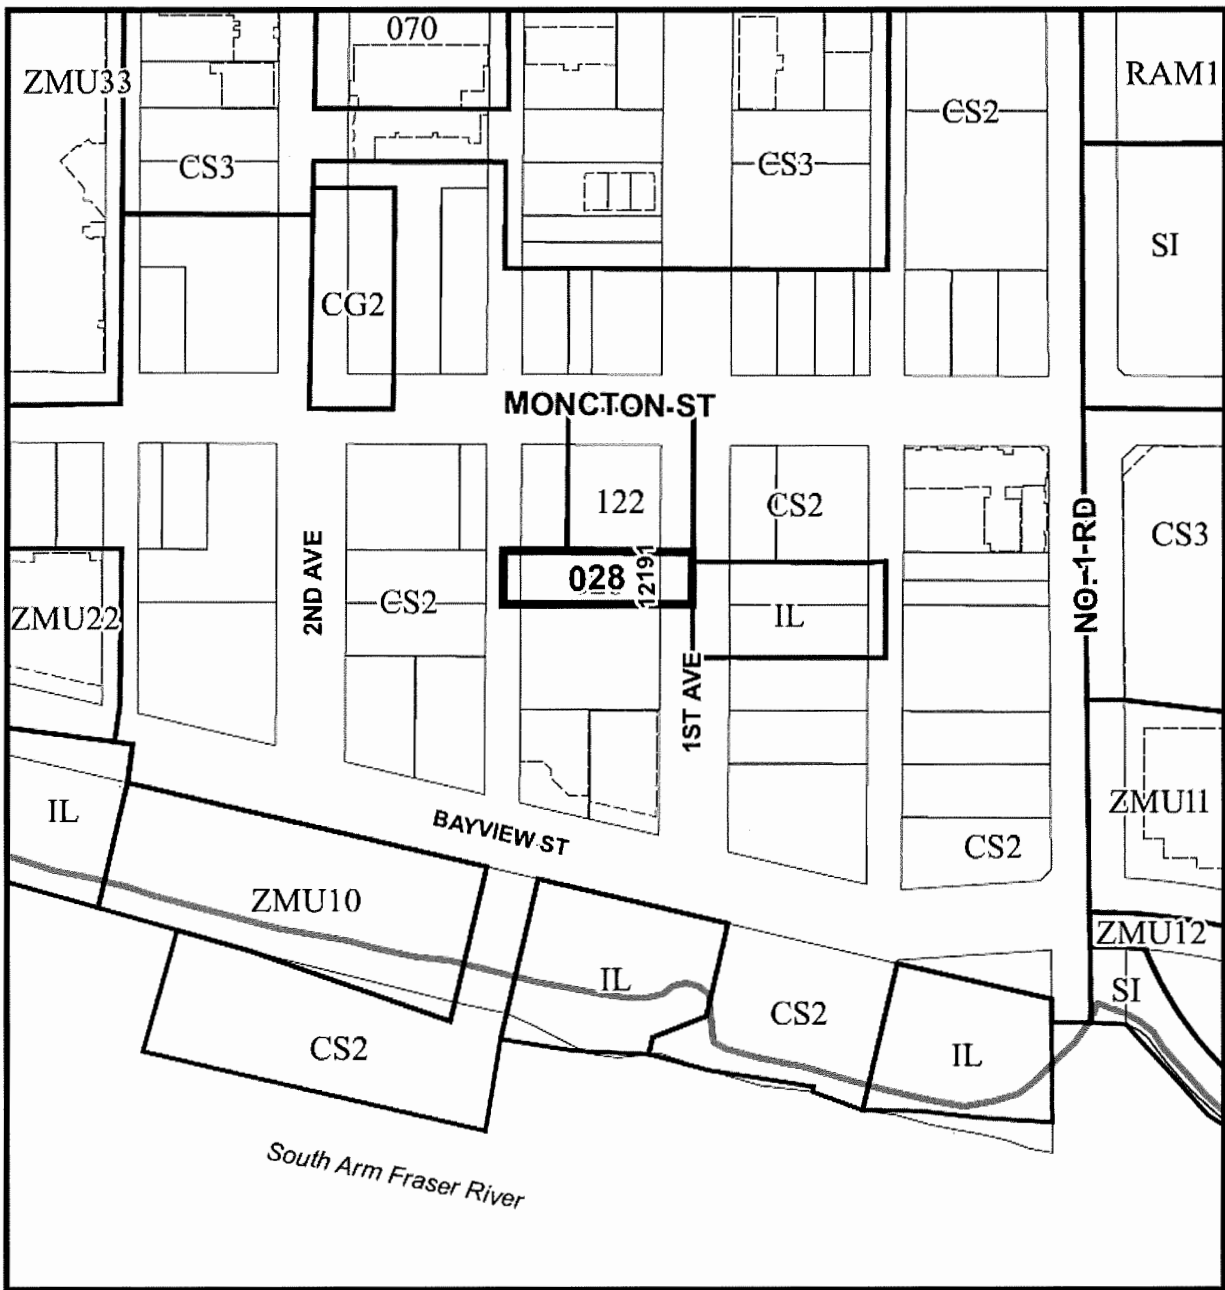 070
ZMU33
RAM1
CS2
CS3
CS3
SI
CG2
MONCTON ST
122
CS2
NO. 1 RD
CS3
2ND AVE
028
12191
CS2
IL
ZMU22
1ST AVE
IL
BAYVIEW ST
ZMU11
CS2
ZMU10
ZMU12
IL
SI
CS2
CS2
IL
South Arm Fraser River